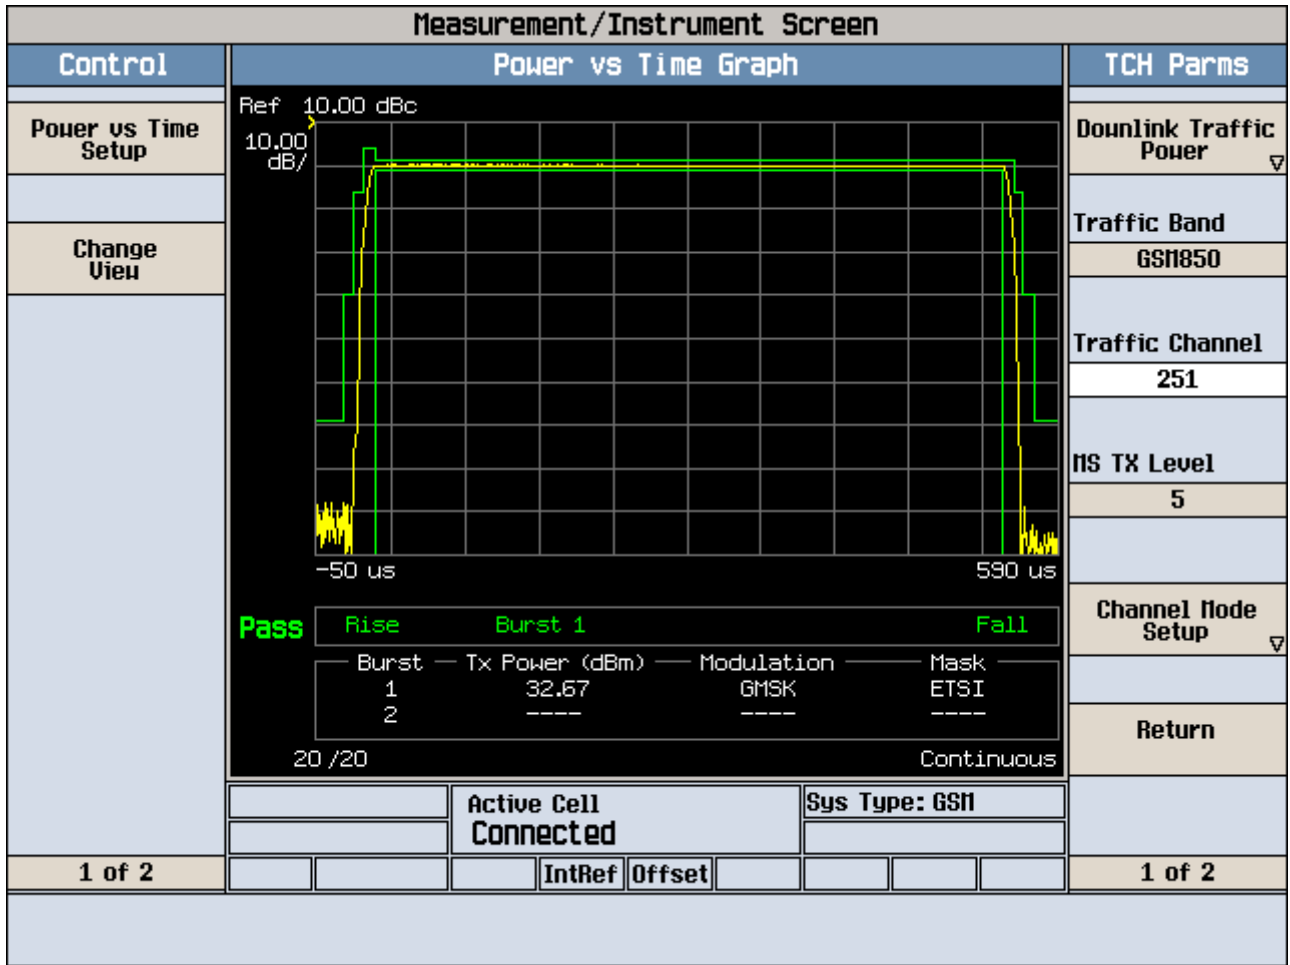 Measurement/Instrument Screen
Control
Power vs Time Graph
TCH Parms
Power vs Time
Setup
Change
View
1 of 2
Ref 10.00 dBc
10.00
dB/
-50 us
590 us
Pass
Rise
Burst 1
Fall
Burst
Tx Power (dBm)
Modulation
Mask
1
32.67
GMSK
ETSI
2
----
----
----
20/20
Continuous
Active Cell
Connected
Sys Type: GSM
IntRef
Offset
Downlink Traffic
Power
Traffic Band
GSM850
Traffic Channel
251
MS TX Level
5
Channel Mode
Setup
Return
1 of 2